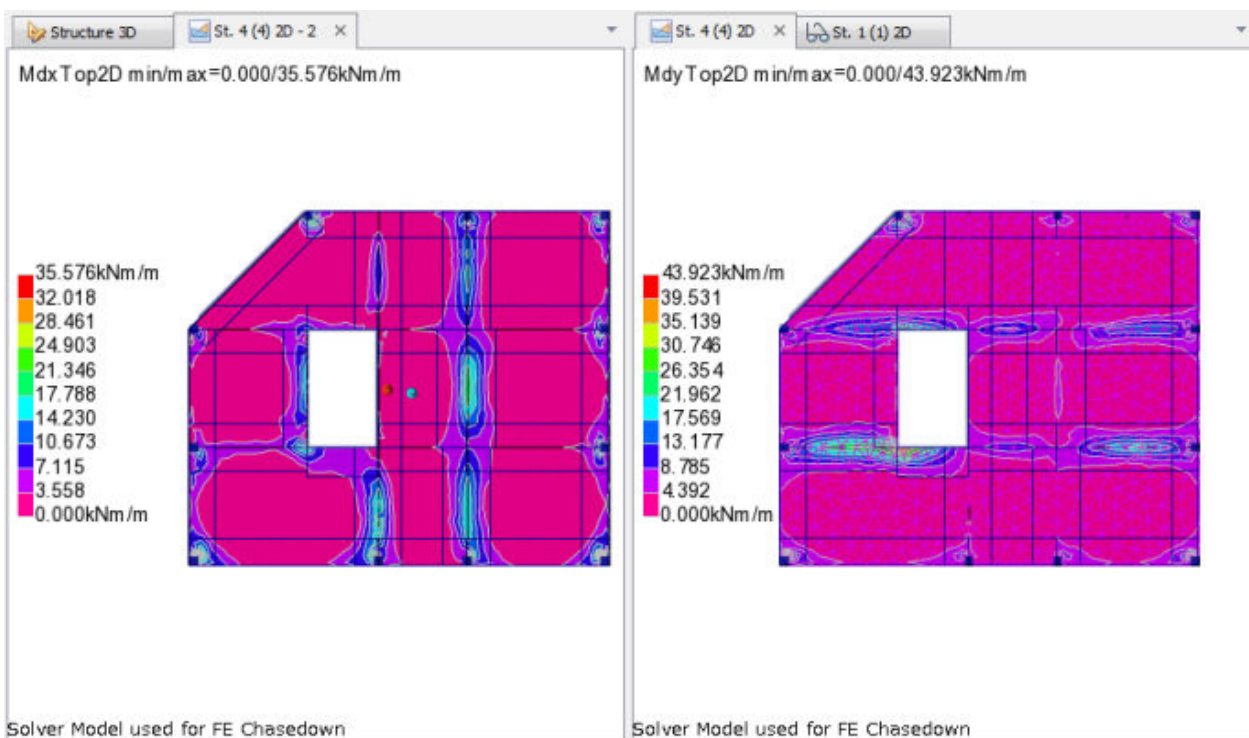 Structure 3D
St. 4 (4) 2D - 2
St. 4 (4) 2D
St. 1 (1) 2D
Mdx Top2D min/max=0.000/35.576kNm/m
35.576kNm/m
32.018
28.461
24.903
21.346
17.788
14.230
10.673
7.115
3.558
0.000kNm/m
Solver Model used for FE Chasedown
Mdy Top2D min/max=0.000/43.923kNm/m
43.923kNm/m
39.531
35.139
30.746
26.354
21.962
17.569
13.177
8.785
4.392
0.000kNm/m
Solver Model used for FE Chasedown